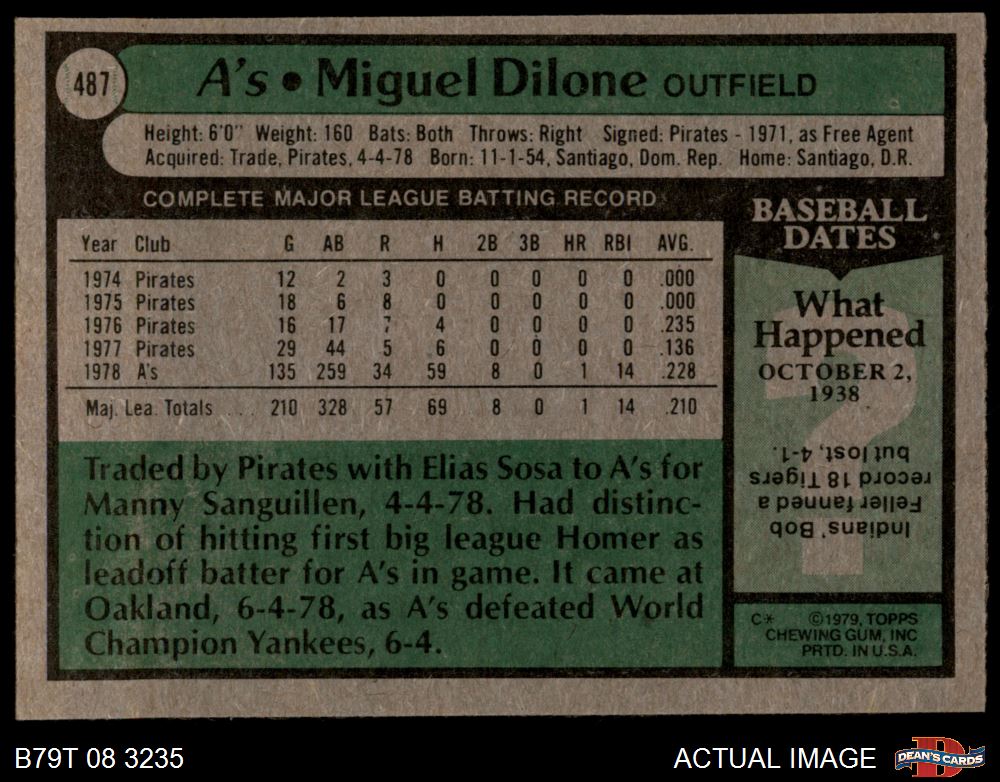 487
A's • Miguel Dilone OUTFIELD
Height: 6'0" Weight: 160 Bats: Both Throws: Right Signed: Pirates - 1971, as Free Agent
Acquired: Trade, Pirates, 4-4-78 Born: 11-1-54, Santiago, Dom. Rep. Home: Santiago, D.R.
COMPLETE MAJOR LEAGUE BATTING RECORD
Year Club G AB R H 2B 3B HR RBI AVG.
1974 Pirates 12 2 3 0 0 0 0 0 .000
1975 Pirates 18 6 8 0 0 0 0 0 .000
1976 Pirates 16 17 7 4 0 0 0 0 .235
1977 Pirates 29 44 5 6 0 0 0 0 .136
1978 A's 135 259 34 59 8 0 1 14 .228
Maj. Lea. Totals . . . 210 328 57 69 8 0 1 14 .210
Traded by Pirates with Elias Sosa to A's for
Manny Sanguillen, 4-4-78. Had distinc-
tion of hitting first big league Homer as
leadoff batter for A's in game. It came at
Oakland, 6-4-78, as A's defeated World
Champion Yankees, 6-4.
BASEBALL
DATES
What
Happened
OCTOBER 2,
1938
Indians' Bob
Feller fanned a
record 18 Tigers
but lost, 4-1.
C* ©1979, TOPPS
CHEWING GUM, INC
PRTD. IN U.S.A.
B79T 08 3235
ACTUAL IMAGE
D
DEAN'S CARDS